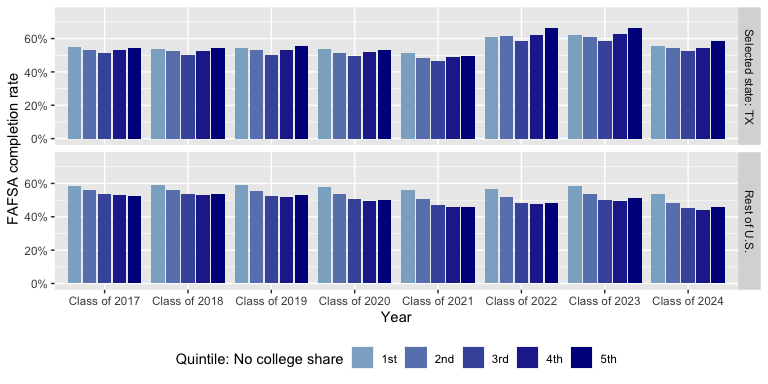 60%
40%
20%
0%
Selected state: TX
60%
40%
20%
0%
Rest of U.S.
FAFSA completion rate
Class of 2017 Class of 2018 Class of 2019 Class of 2020 Class of 2021 Class of 2022 Class of 2023 Class of 2024
Year
Quintile: No college share 1st 2nd 3rd 4th 5th